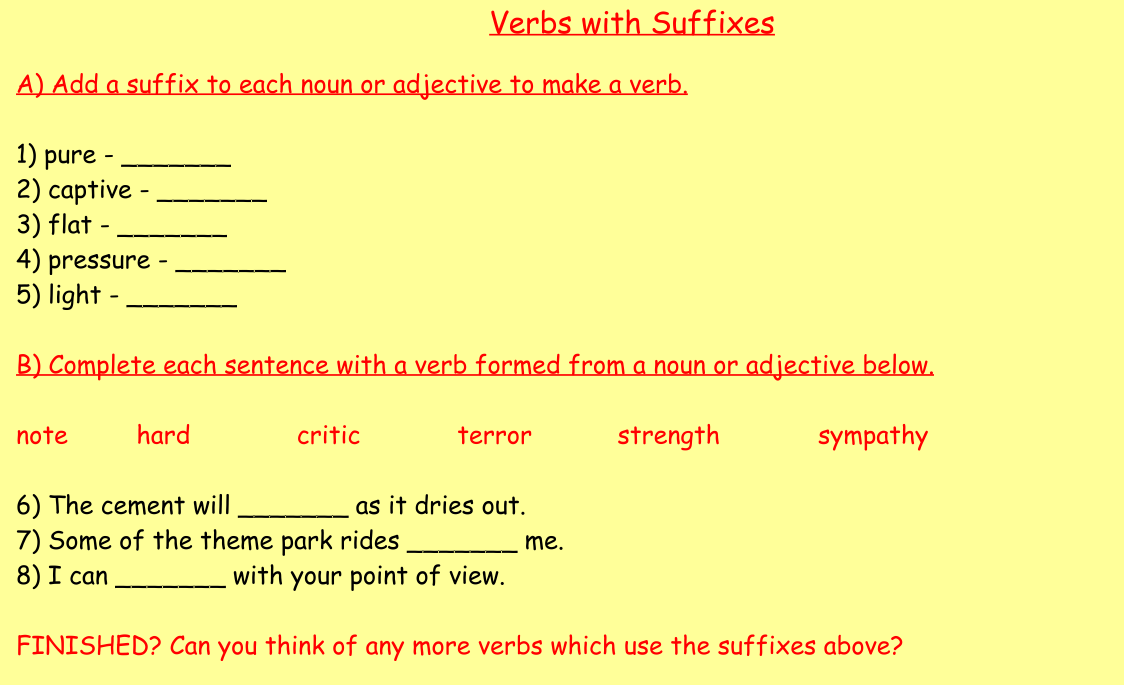 Verbs with Suffixes
A) Add a suffix to each noun or adjective to make a verb.
1) pure - _______
2) captive - _______
3) flat - _______
4) pressure - _______
5) light - _______
B) Complete each sentence with a verb formed from a noun or adjective below.
note hard critic terror strength sympathy
6) The cement will _______ as it dries out.
7) Some of the theme park rides _______ me.
8) I can _______ with your point of view.
FINISHED? Can you think of any more verbs which use the suffixes above?